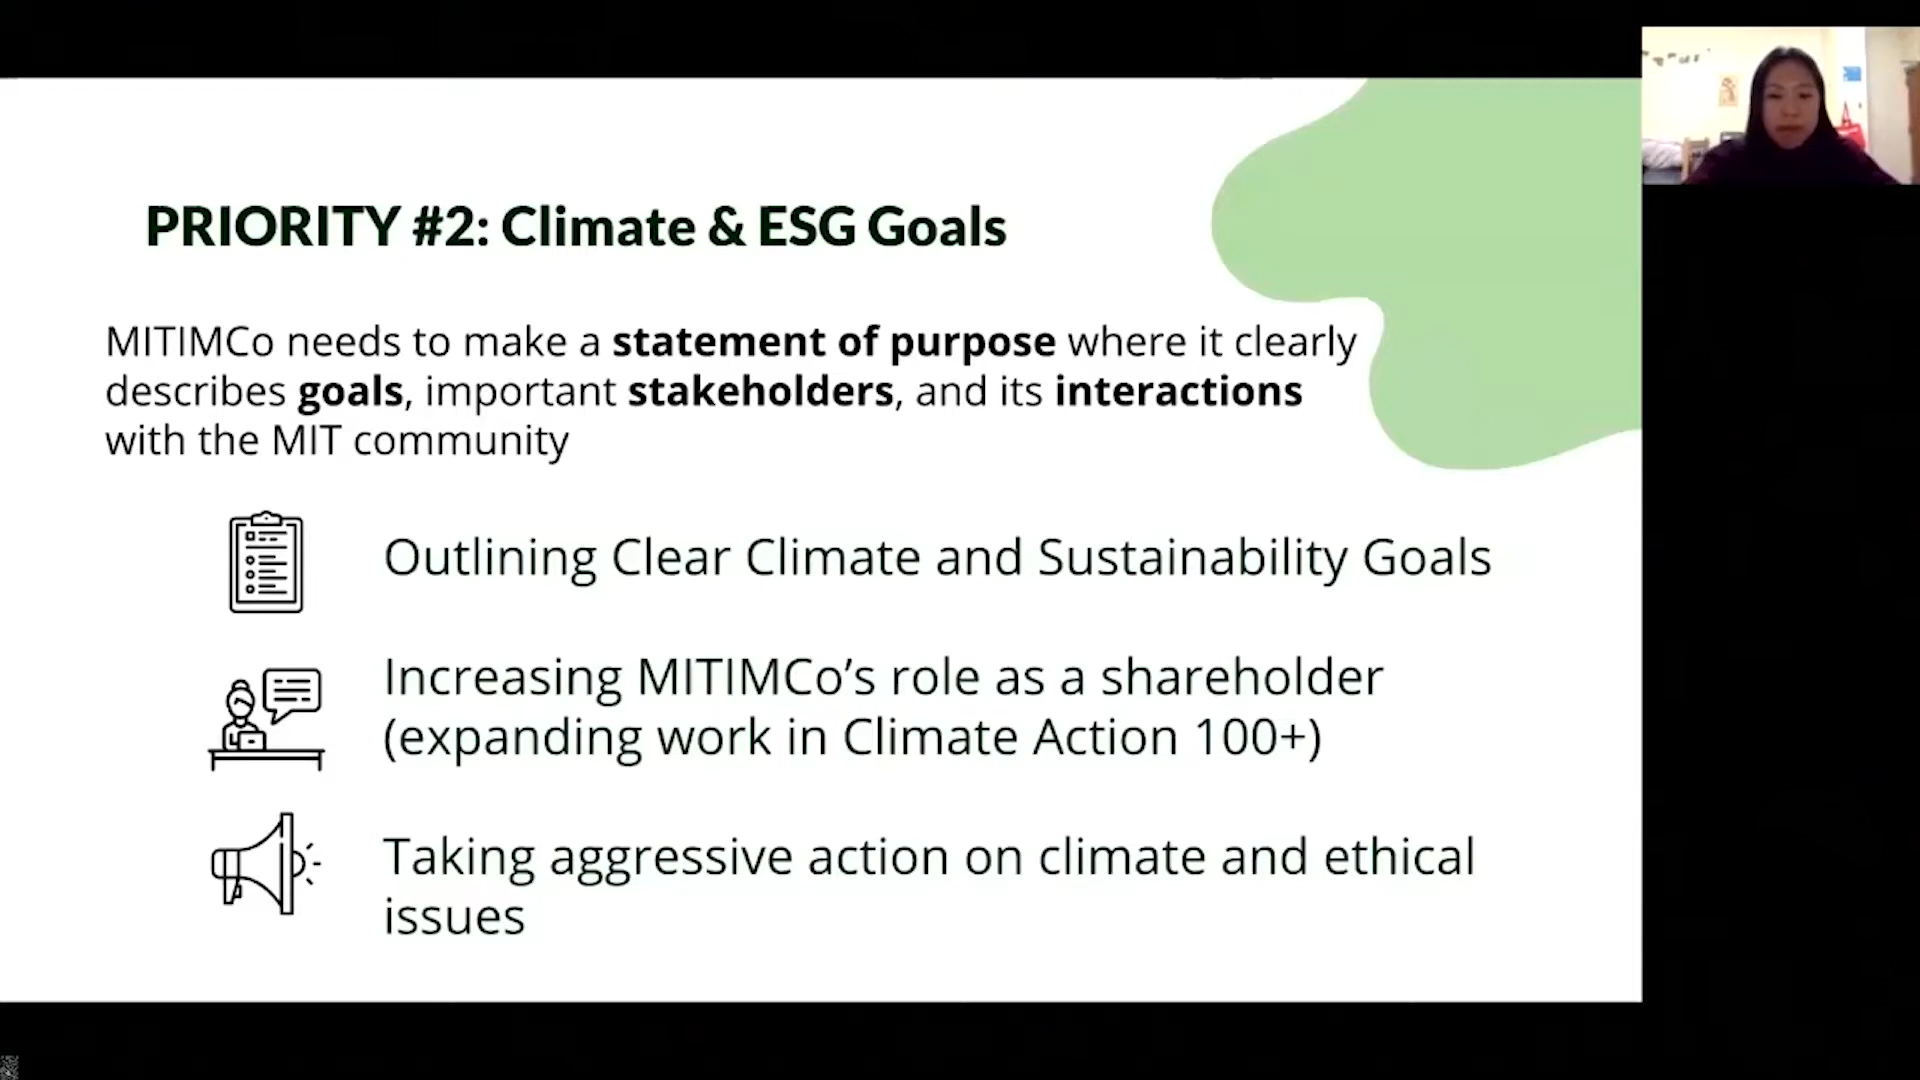 PRIORITY #2: Climate & ESG Goals
MITIMCo needs to make a statement of purpose where it clearly
describes goals, important stakeholders, and its interactions
with the MIT community
Outlining Clear Climate and Sustainability Goals
Increasing MITIMCo’s role as a shareholder
(expanding work in Climate Action 100+)
Taking aggressive action on climate and ethical
issues